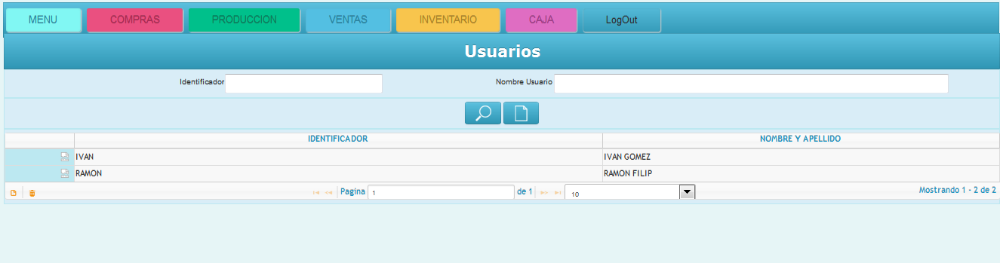 MENU COMPRAS PRODUCCION VENTAS INVENTARIO CAJA LogOut
Usuarios
Identificador Nombre Usuario
IDENTIFICADOR NOMBRE Y APELLIDO
IVAN IVAN GOMEZ
RAMON RAMON FILIP
Pagina 1 de 1 10 Mostrando 1 - 2 de 2